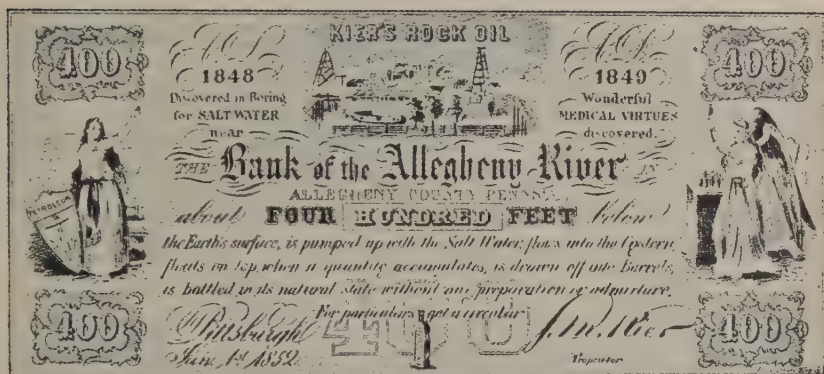 400
KIER'S ROCK OIL
400
A.D.
1848
Discovered in Boring
for SALT WATER
near
A.D.
1849
Wonderful
MEDICAL VIRTUES
discovered.
THE Bank of the Allegheny River IN
ALLEGHENY COUNTY PENNSA.
PETROLEUM
about FOUR HUNDRED FEET below
the Earth's surface, is pumped up with the Salt Water, flows into the Cistern,
floats on top, when a quantity accumulates, is drawn off into Barrels,
is bottled in its natural state without any preparation or admixture.
For particulars get a circular
400
Pittsburgh
Jany. 1st 1852
400
S. M. Kier
Proprietor
400